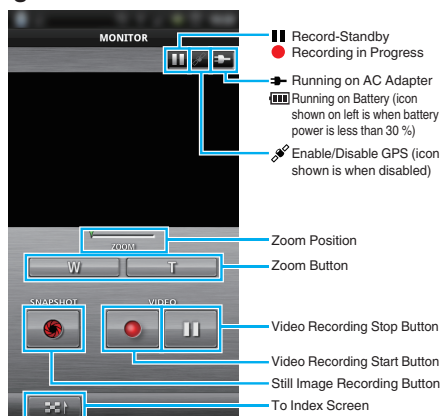 MONITOR
Record-Standby
Recording in Progress
Running on AC Adapter
Running on Battery (icon
shown on left is when battery
power is less than 30 %)
Enable/Disable GPS (icon
shown is when disabled)
ZOOM
Zoom Position
W T
Zoom Button
SNAPSHOT VIDEO
Video Recording Stop Button
Video Recording Start Button
Still Image Recording Button
To Index Screen